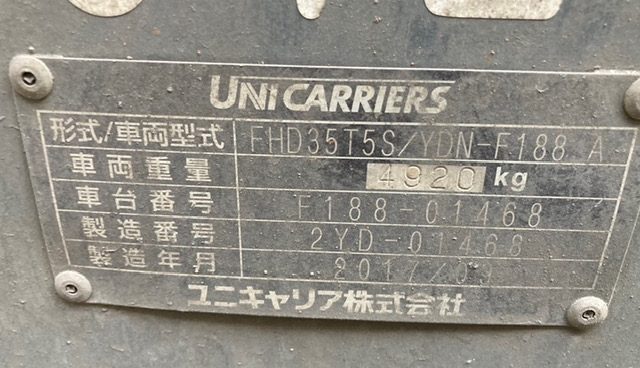 UNICARRIERS
形式/車両型式 FHD35T5S/YDN-F188 A
車両重量 4920 kg
車台番号 F188-01468
製造番号 2YD-01468
製造年月 2017/03
ユニキャリア株式会社